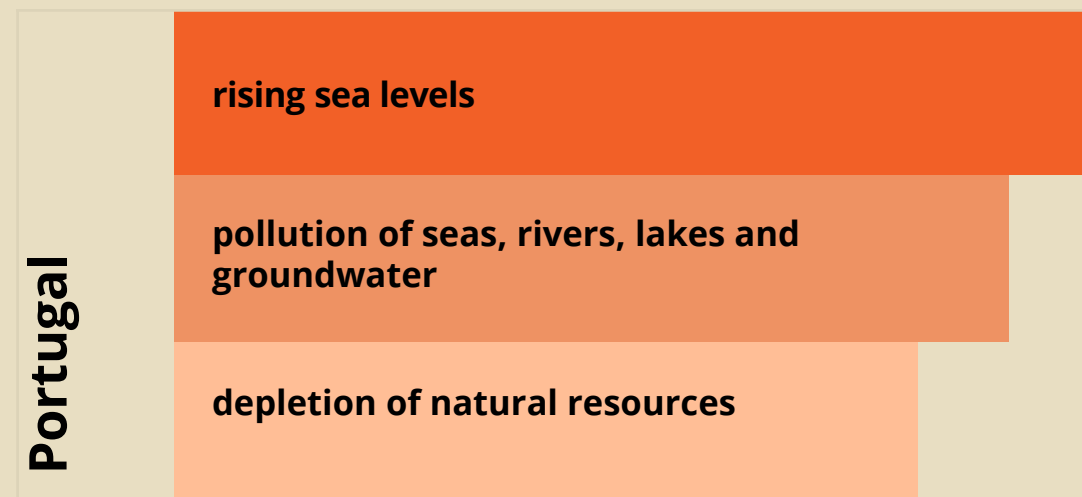 Portugal
rising sea levels
pollution of seas, rivers, lakes and
groundwater
depletion of natural resources